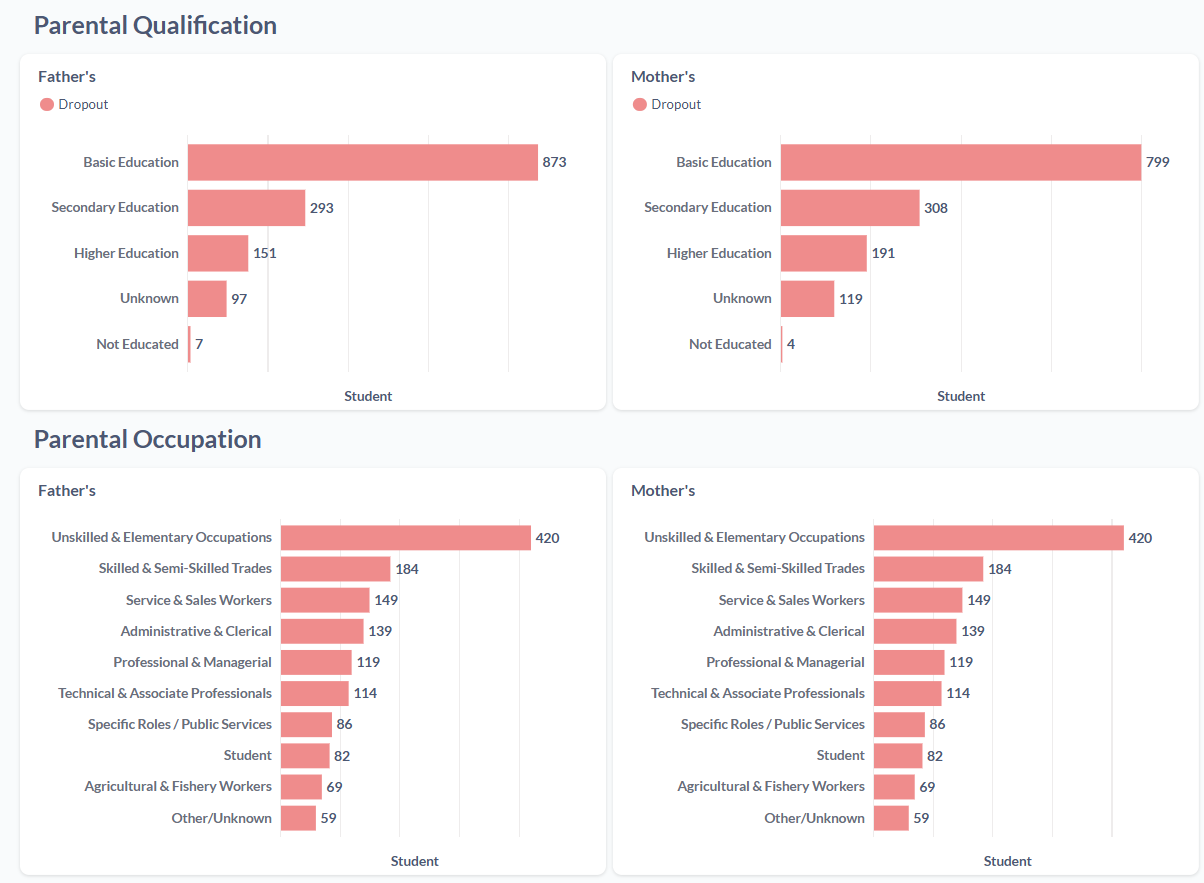 Parental Qualification
Father's
Dropout
Basic Education 873
Secondary Education 293
Higher Education 151
Unknown 97
Not Educated 7
Student
Mother's
Dropout
Basic Education 799
Secondary Education 308
Higher Education 191
Unknown 119
Not Educated 4
Student
Parental Occupation
Father's
Unskilled & Elementary Occupations 420
Skilled & Semi-Skilled Trades 184
Service & Sales Workers 149
Administrative & Clerical 139
Professional & Managerial 119
Technical & Associate Professionals 114
Specific Roles / Public Services 86
Student 82
Agricultural & Fishery Workers 69
Other/Unknown 59
Student
Mother's
Unskilled & Elementary Occupations 420
Skilled & Semi-Skilled Trades 184
Service & Sales Workers 149
Administrative & Clerical 139
Professional & Managerial 119
Technical & Associate Professionals 114
Specific Roles / Public Services 86
Student 82
Agricultural & Fishery Workers 69
Other/Unknown 59
Student